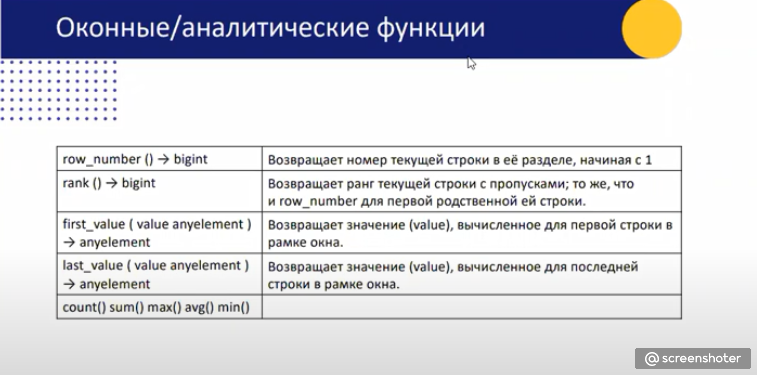 Оконные/аналитические функции
row_number () → bigint
Возвращает номер текущей строки в её разделе, начиная с 1
rank () → bigint
Возвращает ранг текущей строки с пропусками; то же, что
и row_number для первой родственной ей строки.
first_value ( value anyelement )
→ anyelement
Возвращает значение (value), вычисленное для первой строки в
рамке окна.
last_value ( value anyelement )
→ anyelement
Возвращает значение (value), вычисленное для последней
строки в рамке окна.
count() sum() max() avg() min()
@screenshoter